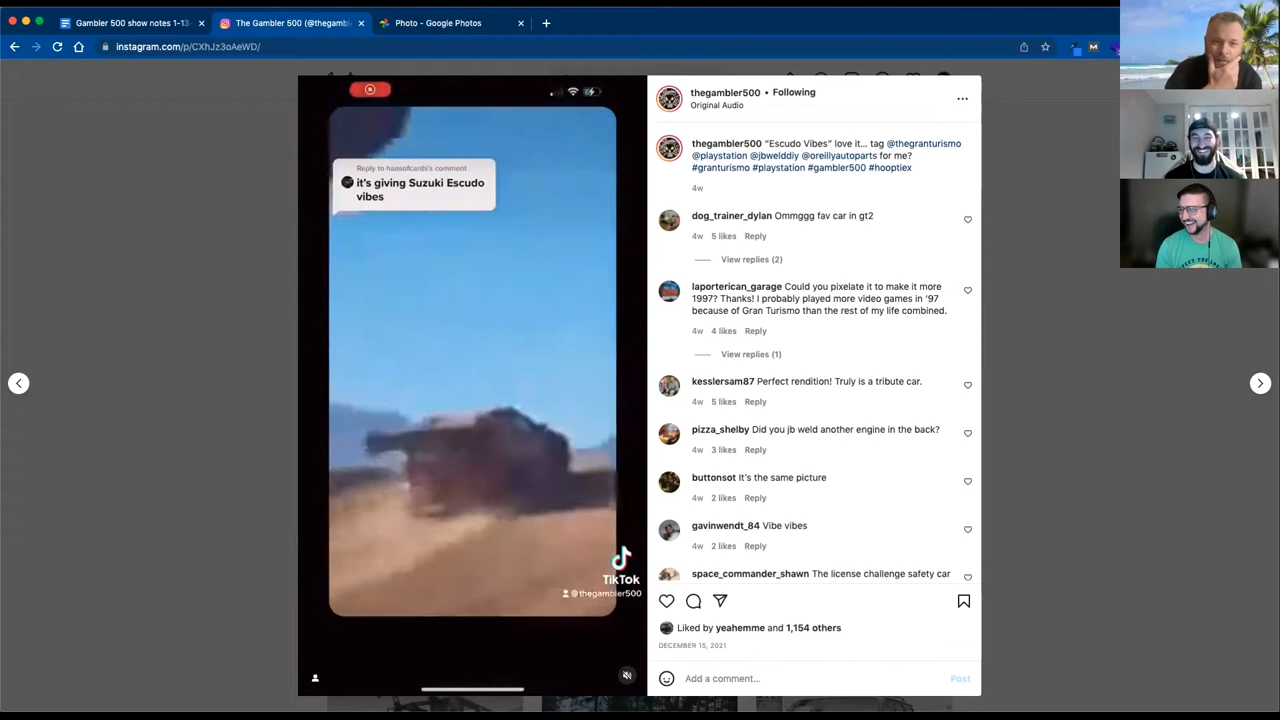 Gambler 500 show notes 1-13-
The Gambler 500 (@thegambl
Photo - Google Photos
instagram.com/p/CXhJz3oAeWD/
Reply to haasofcards's comment
it's giving Suzuki Escudo
vibes
TikTok
@thegambler500
thegambler500 • Following
Original Audio
thegambler500 “Escudo Vibes” love it... tag @thegranturismo
@playstation @jbwelddiy @oreillyautoparts for me?
#granturismo #playstation #gambler500 #hooptiex
4w
dog_trainer_dylan Ommggg fav car in gt2
4w 5 likes Reply
View replies (2)
laporterican_garage Could you pixelate it to make it more
1997? Thanks! I probably played more video games in ‘97
because of Gran Turismo than the rest of my life combined.
4w 4 likes Reply
View replies (1)
kesslersam87 Perfect rendition! Truly is a tribute car.
4w 5 likes Reply
pizza_shelby Did you jb weld another engine in the back?
4w 3 likes Reply
buttonsot It’s the same picture
4w 2 likes Reply
gavinwendt_84 Vibe vibes
4w 2 likes Reply
space_commander_shawn The license challenge safety car
Liked by yeahemme and 1,154 others
DECEMBER 15, 2021
Add a comment...
Post